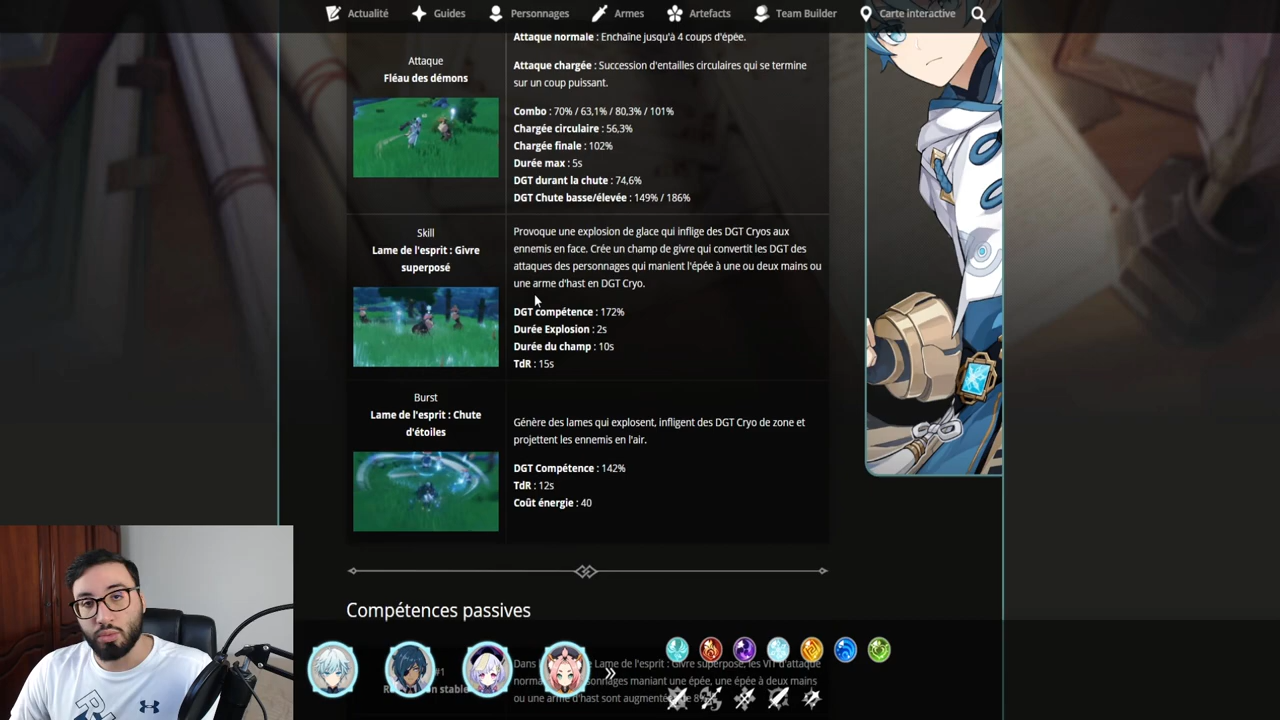 Actualité
Guides
Personnages
Armes
Artefacts
Team Builder
Carte interactive
Attaque normale : Enchaine jusqu'à 4 coups d'épée.
Attaque
Fléau des démons
Attaque chargée : Succession d'entailles circulaires qui se termine
sur un coup puissant.
Combo : 70% / 63,1% / 80,3% / 101%
Chargée circulaire : 56,3%
Chargée finale : 102%
Durée max : 5s
DGT durant la chute : 74,6%
DGT Chute basse/élevée : 149% / 186%
Skill
Lame de l'esprit : Givre
superposé
Provoque une explosion de glace qui inflige des DGT Cryos aux
ennemis en face. Crée un champ de givre qui convertit les DGT des
attaques des personnages qui manient l'épée à une ou deux mains ou
une arme d'hast en DGT Cryo.
DGT compétence : 172%
Durée Explosion : 2s
Durée du champ : 10s
TdR : 15s
Burst
Lame de l'esprit : Chute
d'étoiles
Génère des lames qui explosent, infligent des DGT Cryo de zone et
projettent les ennemis en l'air.
DGT Compétence : 142%
TdR : 12s
Coût énergie : 40
Compétences passives
#1
stable
Dans Lame de l'esprit : Givre superposé, les VIT d'attaque
maniant une épée, une épée à deux mains
ou une arme d'hast sont